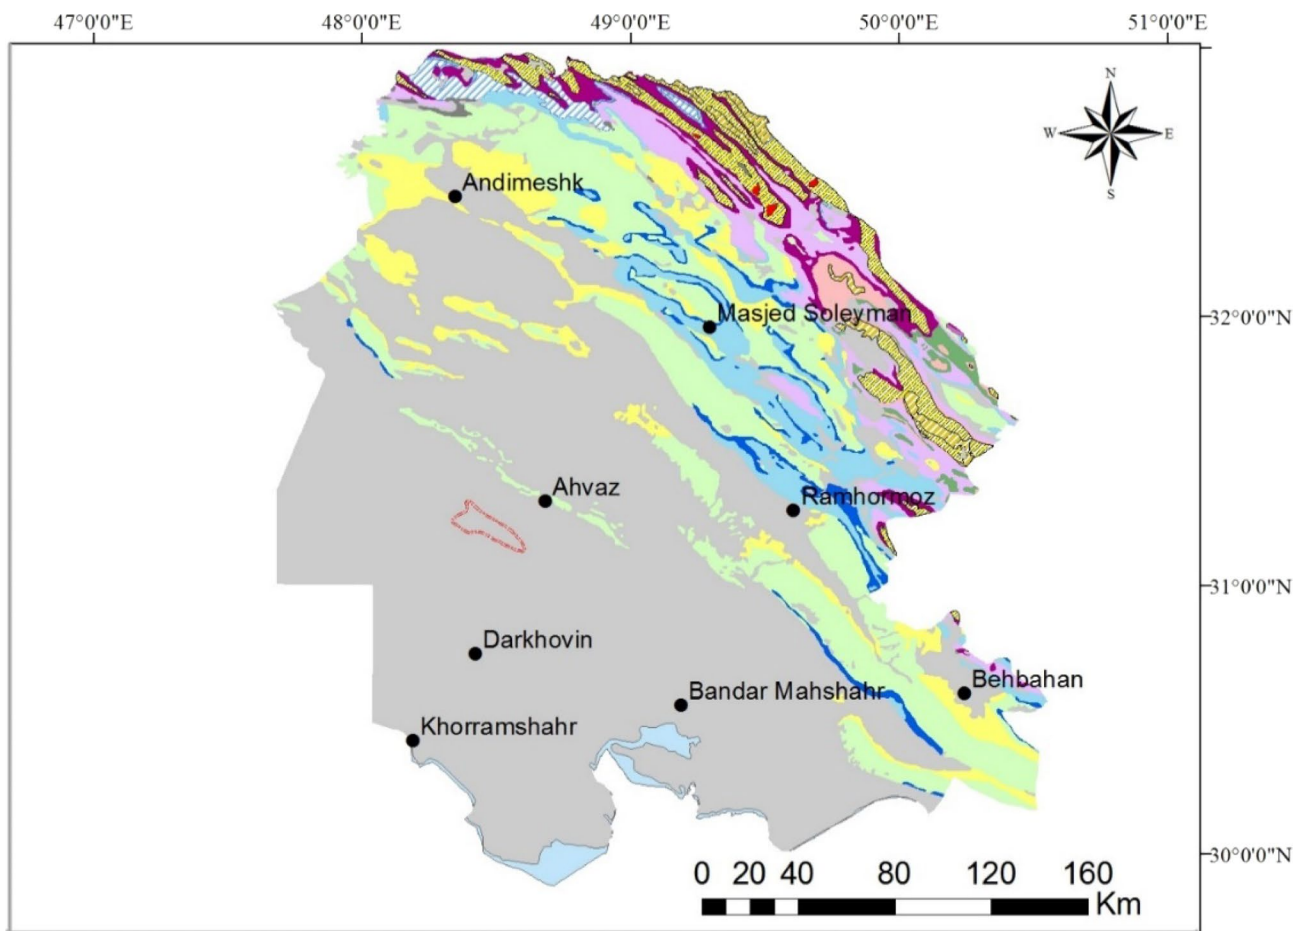 47°0'0"E 48°0'0"E 49°0'0"E 50°0'0"E 51°0'0"E
N
W E
S
Andimeshk
Masjed Soleyman
32°0'0"N
Ahvaz
Ramhormoz
31°0'0"N
Darkhovin
Behbahan
Bandar Mahshahr
Khorramshahr
30°0'0"N
0 20 40 80 120 160
Km